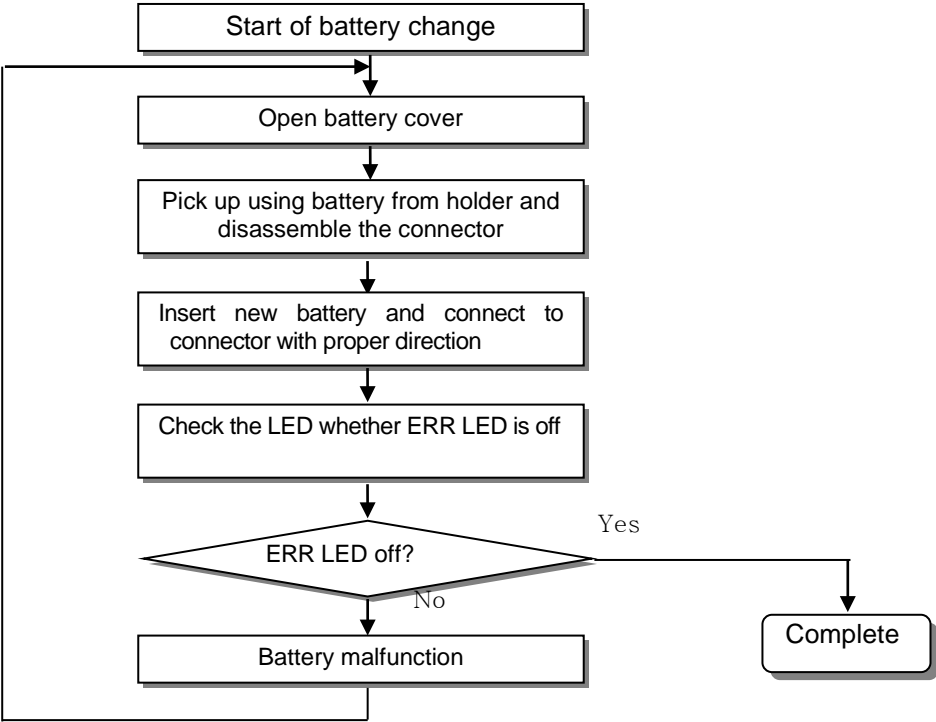 Start of battery change
Open battery cover
Pick up using battery from holder and
disassemble the connector
Insert new battery and connect to
connector with proper direction
Check the LED whether ERR LED is off
ERR LED off?
Yes
No
Battery malfunction
Complete